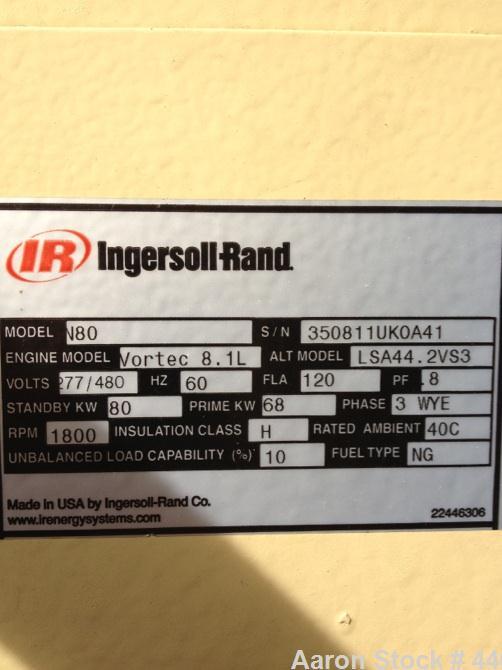 IR Ingersoll-Rand
MODEL N80 S/N 350811UK0A41
ENGINE MODEL Vortec 8.1L ALT MODEL LSA44.2VS3
VOLTS 277/480 HZ 60 FLA 120 PF .8
STANDBY KW 80 PRIME KW 68 PHASE 3 WYE
RPM 1800 INSULATION CLASS H RATED AMBIENT 40C
UNBALANCED LOAD CAPABILITY (%) 10 FUEL TYPE NG
Made in USA by Ingersoll-Rand Co.
www.irenergysystems.com 22446306
Aaron Stock # 44